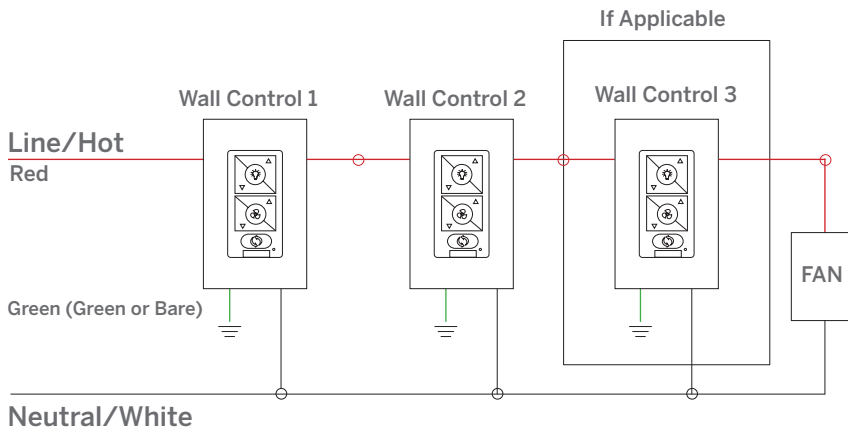 If Applicable
Wall Control 1
Wall Control 2
Wall Control 3
Line/Hot
Red
FAN
Green (Green or Bare)
Neutral/White